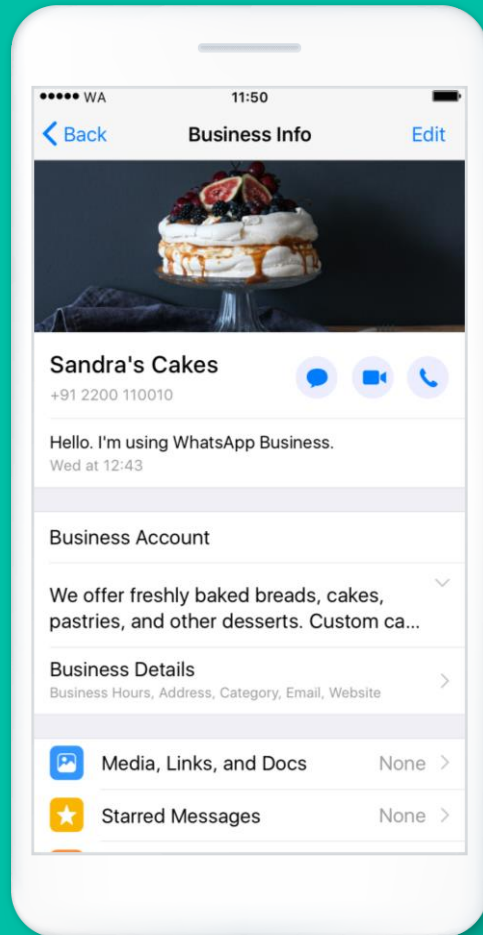 WA 11:50
Back Business Info Edit
Sandra's Cakes
+91 2200 110010
Hello. I'm using WhatsApp Business.
Wed at 12:43
Business Account
We offer freshly baked breads, cakes,
pastries, and other desserts. Custom ca...
Business Details
Business Hours, Address, Category, Email, Website
Media, Links, and Docs None
Starred Messages None